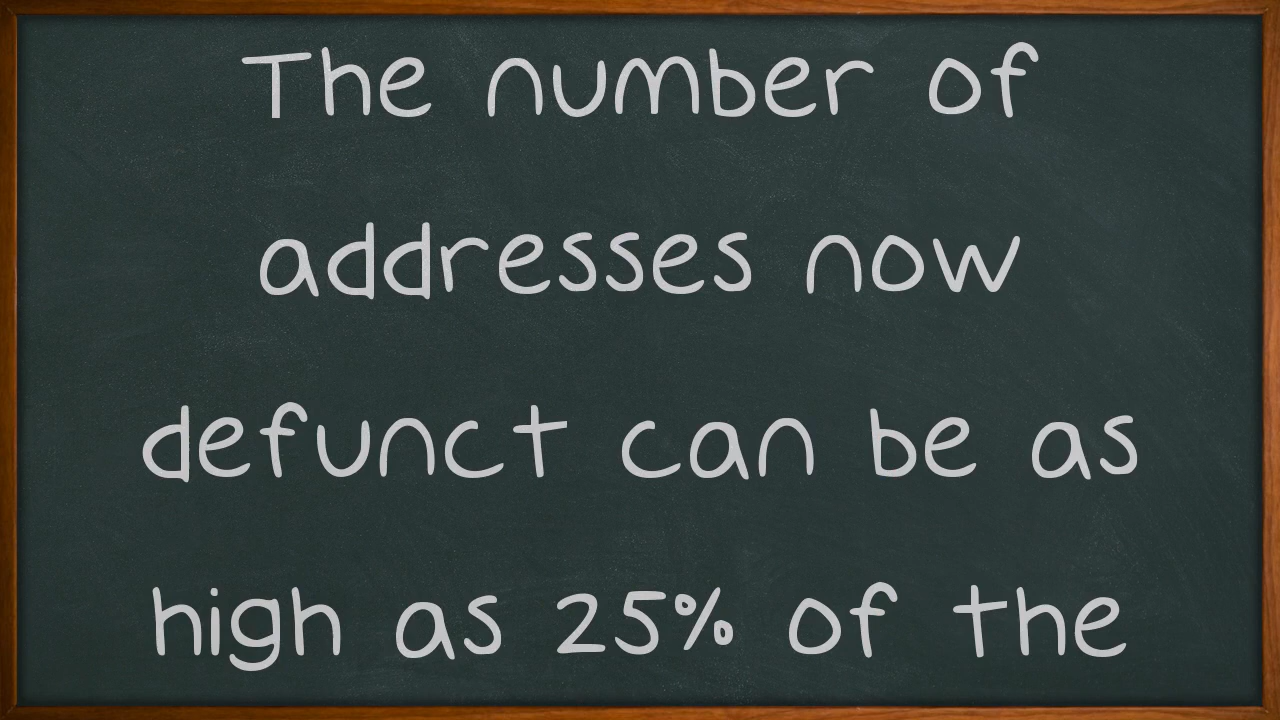 The number of
addresses now
defunct can be as
high as 25% of the